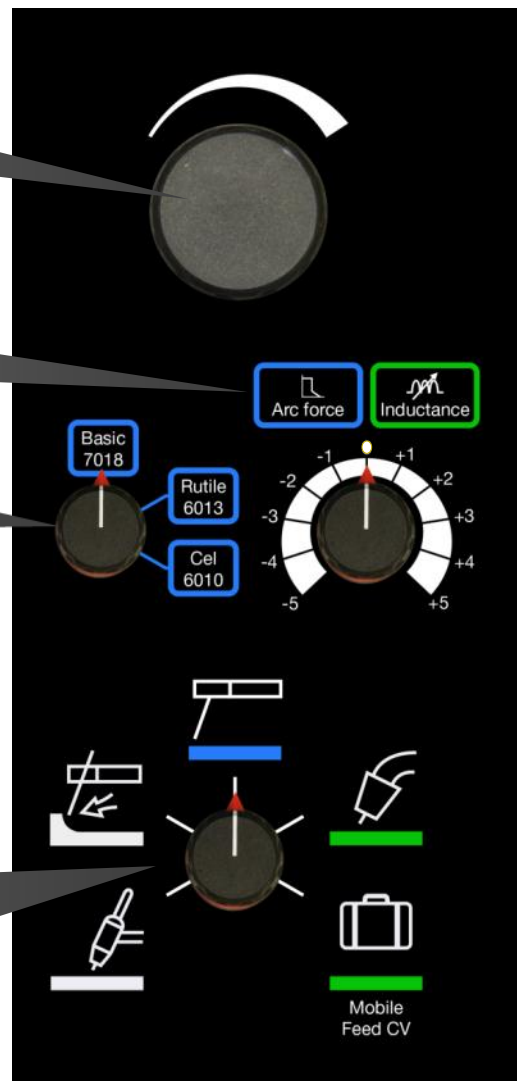 Arc force
Inductance
Basic
7018
Rutile
6013
Cel
6010
-1
+1
-2
+2
-3
+3
-4
+4
-5
+5
Mobile
Feed CV